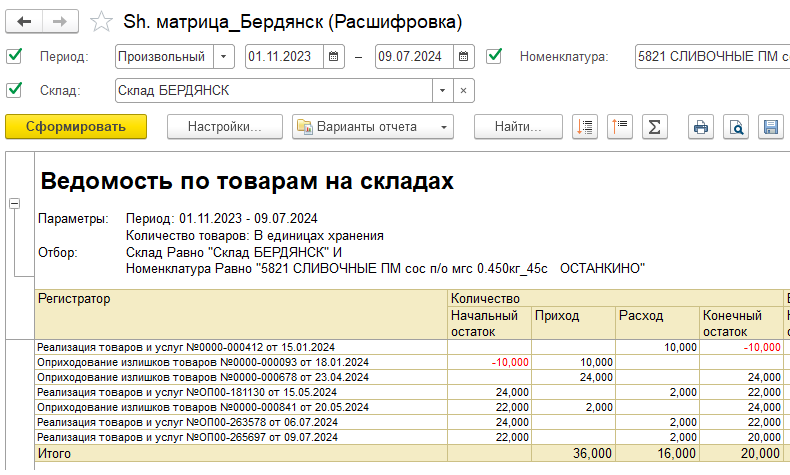 Sh. матрица_Бердянск (Расшифровка)
Период: Произвольный 01.11.2023 – 09.07.2024 Номенклатура: 5821 СЛИВОЧНЫЕ ПМ со
Склад: Склад БЕРДЯНСК
Сформировать Настройки... Варианты отчета Найти...
Ведомость по товарам на складах
Параметры: Период: 01.11.2023 - 09.07.2024
Количество товаров: В единицах хранения
Отбор: Склад Равно "Склад БЕРДЯНСК" И
Номенклатура Равно "5821 СЛИВОЧНЫЕ ПМ сос п/о мгс 0.450кг_45с ОСТАНКИНО"
Регистратор Количество
Начальный остаток Приход Расход Конечный остаток
Реализация товаров и услуг №0000-000412 от 15.01.2024 10,000 -10,000
Оприходование излишков товаров №0000-000093 от 18.01.2024 -10,000 10,000
Оприходование излишков товаров №0000-000678 от 23.04.2024 24,000 24,000
Реализация товаров и услуг №ОП00-181130 от 15.05.2024 24,000 2,000 22,000
Оприходование излишков товаров №0000-000841 от 20.05.2024 22,000 2,000 24,000
Реализация товаров и услуг №ОП00-263578 от 06.07.2024 24,000 2,000 22,000
Реализация товаров и услуг №ОП00-265697 от 09.07.2024 22,000 2,000 20,000
Итого 36,000 16,000 20,000